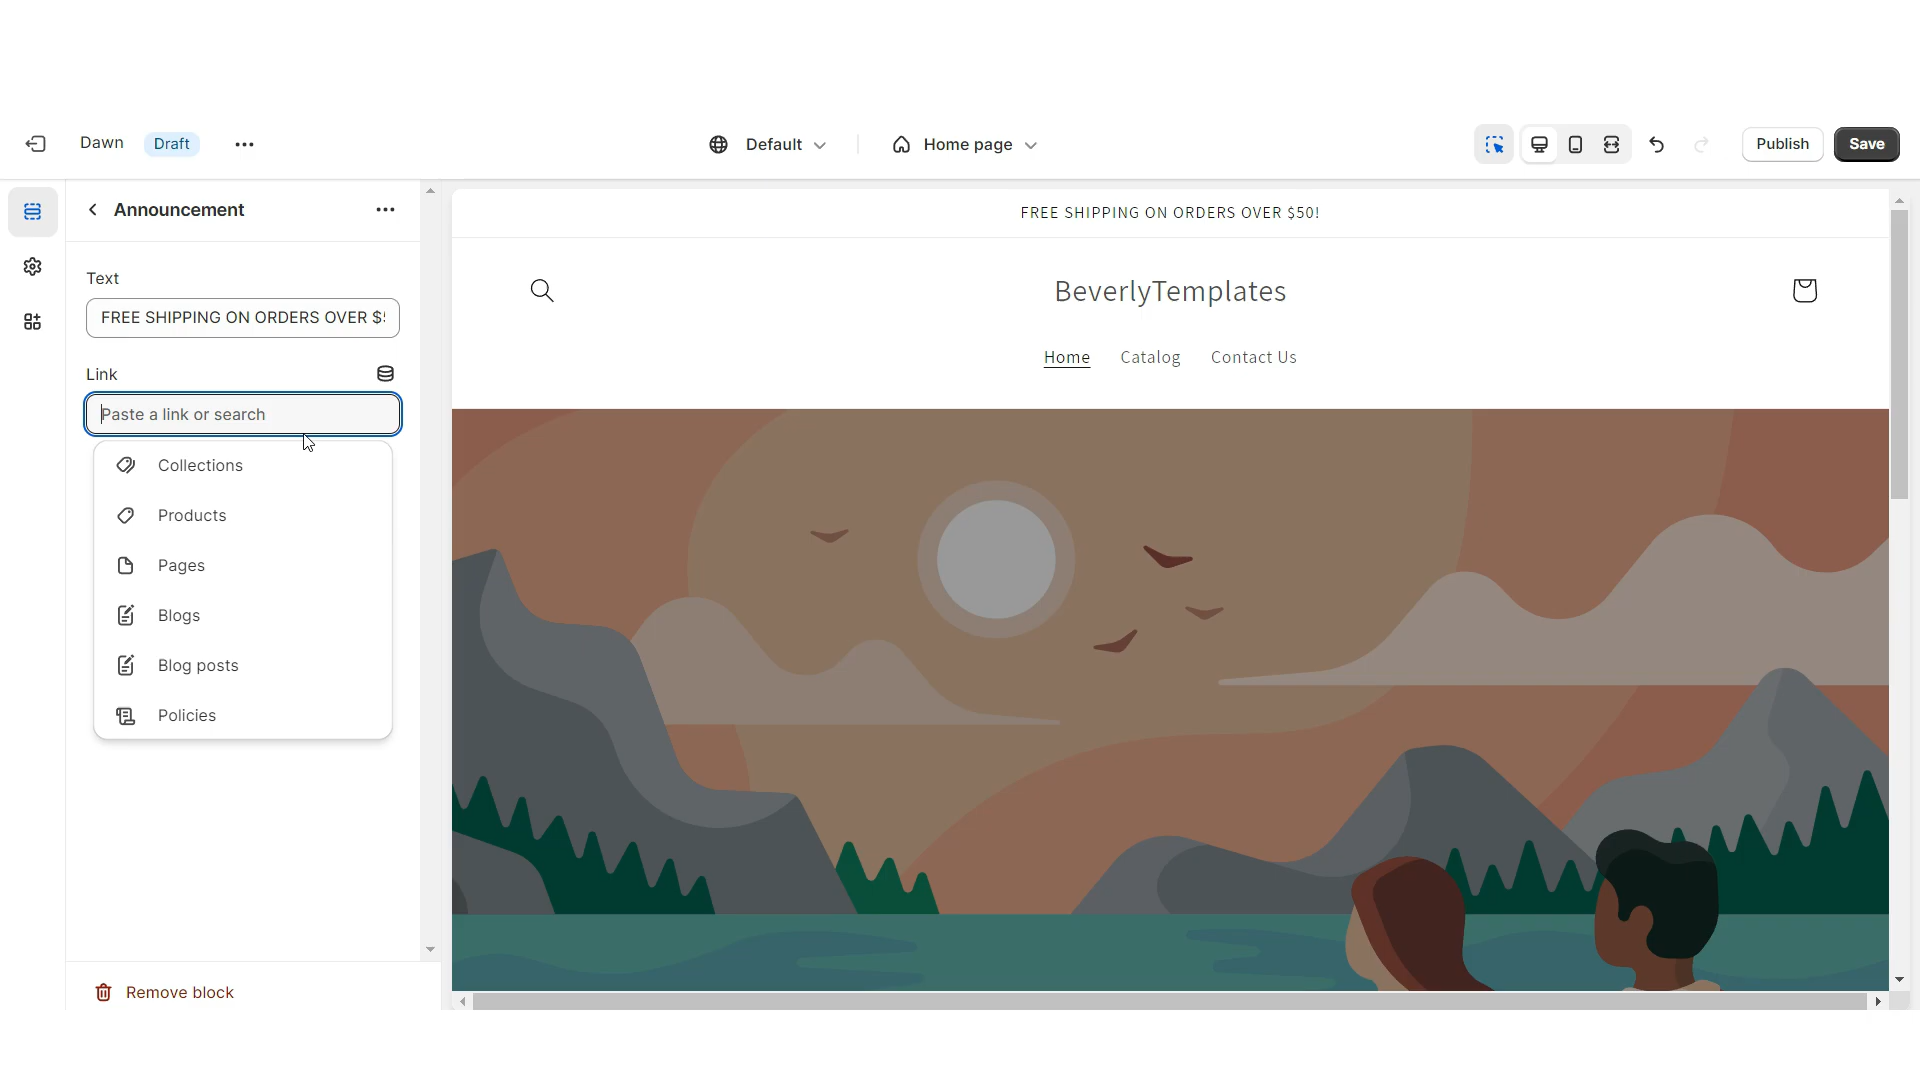 Dawn Draft
Default Home page
Publish Save
Announcement
Text
FREE SHIPPING ON ORDERS OVER $
Link
Paste a link or search
Collections
Products
Pages
Blogs
Blog posts
Policies
Remove block
FREE SHIPPING ON ORDERS OVER $50!
BeverlyTemplates
Home Catalog Contact Us